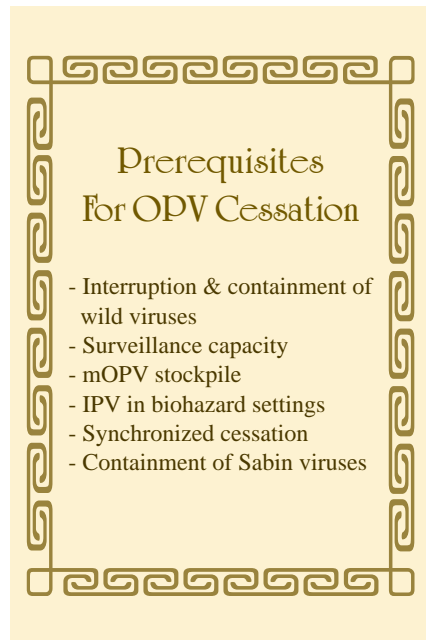 Prerequisites
For OPV Cessation
- Interruption & containment of
wild viruses
- Surveillance capacity
- mOPV stockpile
- IPV in biohazard settings
- Synchronized cessation
- Containment of Sabin viruses